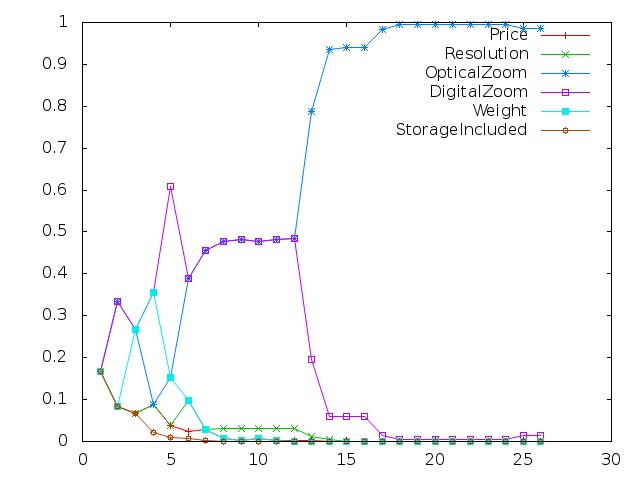 1
Price
Resolution
0.9
OpticalZoom
DigitalZoom
0.8
Weight
StorageIncluded
0.7
0.6
0.5
0.4
0.3
0.2
0.1
0
0 5 10 15 20 25 30